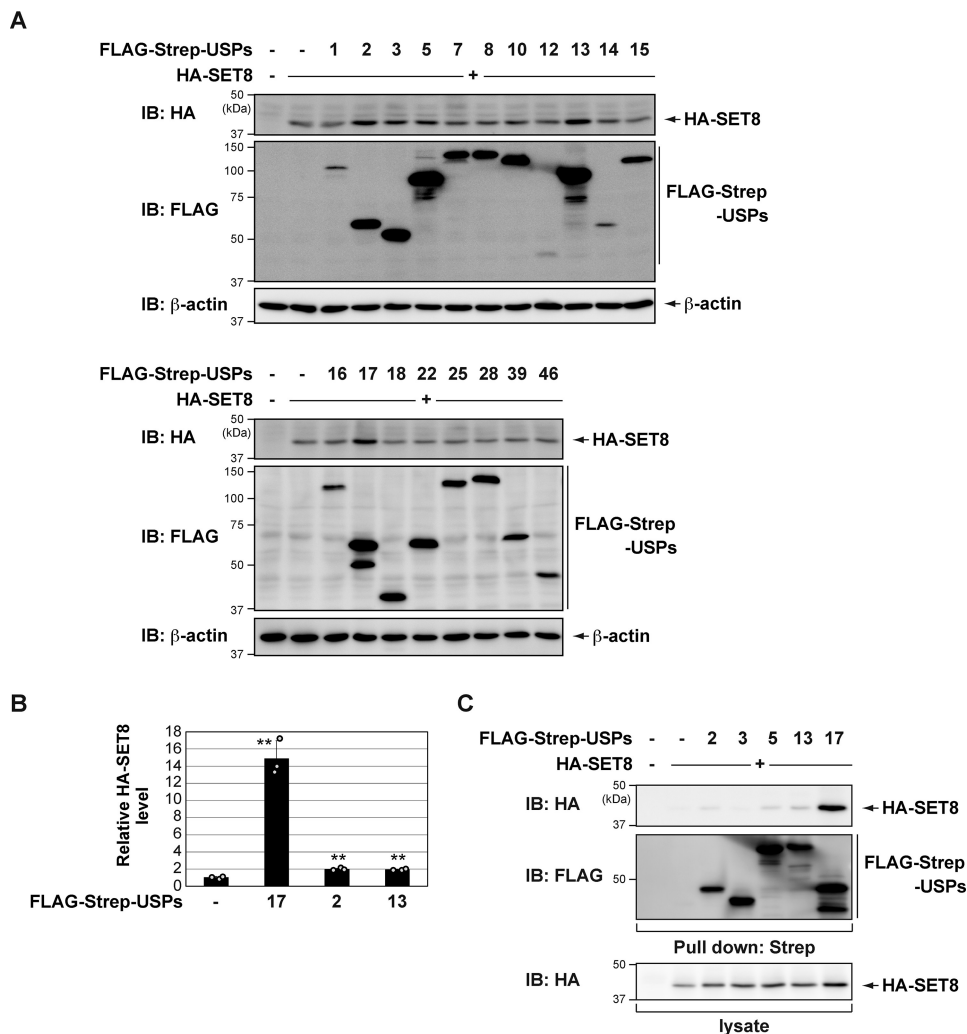 A
FLAG-Strep-USPs - - 1 2 3 5 7 8 10 12 13 14 15
HA-SET8 - +
50
(kDa)
IB: HA
HA-SET8
37
150
100
75
IB: FLAG
FLAG-Strep
-USPs
50
37
IB: β-actin
β-actin
37
FLAG-Strep-USPs - - 16 17 18 22 25 28 39 46
HA-SET8 - +
50
(kDa)
IB: HA
HA-SET8
37
150
100
75
IB: FLAG
FLAG-Strep
-USPs
50
37
IB: β-actin
β-actin
37
B
Relative HA-SET8
level
18
16
14
12
10
8
6
4
2
0
** ** **
FLAG-Strep-USPs - 17 2 13
C
FLAG-Strep-USPs - - 2 3 5 13 17
HA-SET8 - +
50
(kDa)
IB: HA
HA-SET8
37
IB: FLAG
50
FLAG-Strep
-USPs
Pull down: Strep
50
IB: HA
HA-SET8
37
lysate